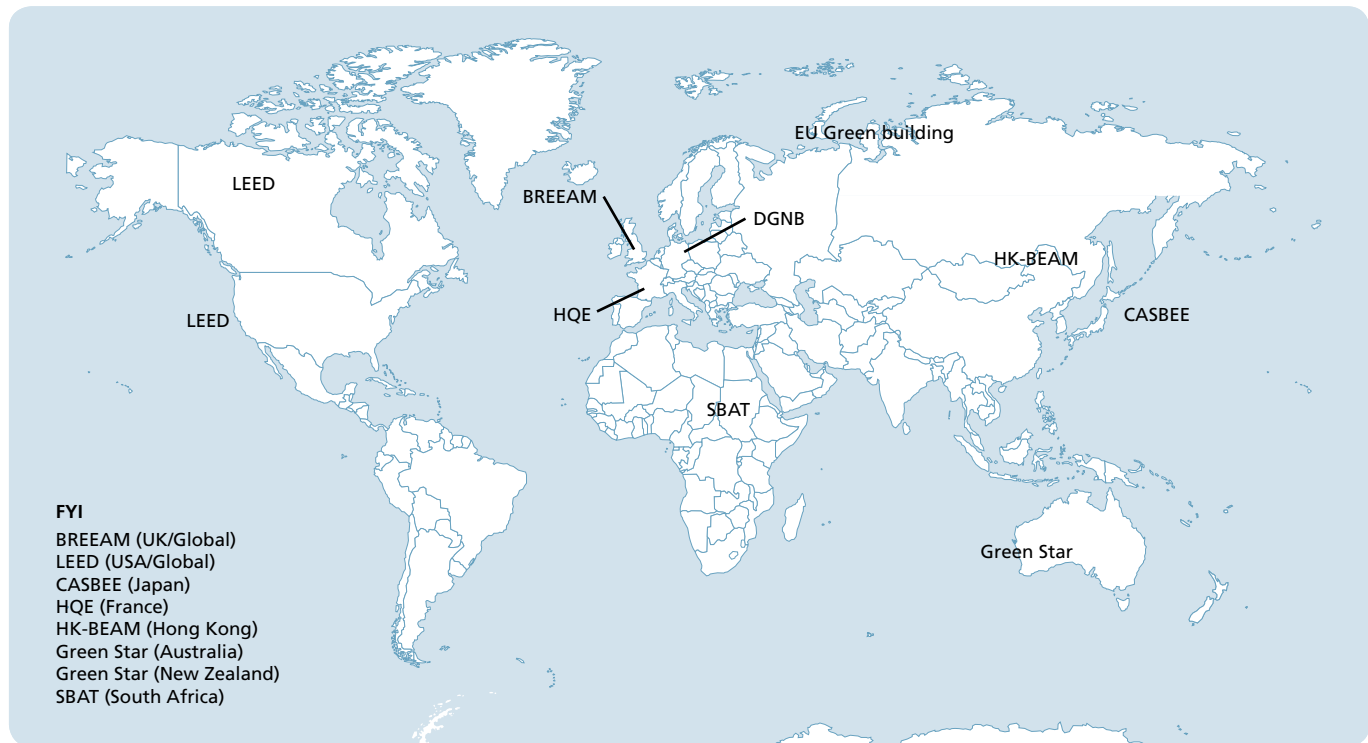 EU Green building
LEED
BREEAM
DGNB
HK-BEAM
LEED
HQE
CASBEE
SBAT
Green Star
FYI
BREEAM (UK/Global)
LEED (USA/Global)
CASBEE (Japan)
HQE (France)
HK-BEAM (Hong Kong)
Green Star (Australia)
Green Star (New Zealand)
SBAT (South Africa)